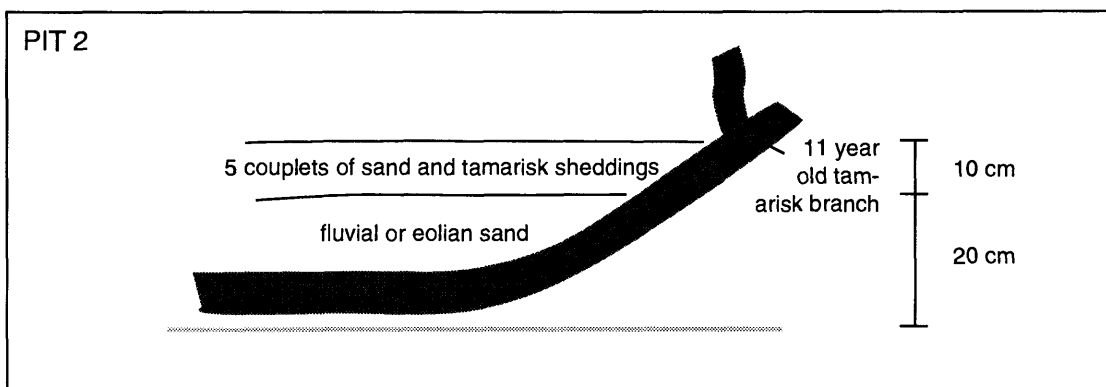 PIT 2
5 couplets of sand and tamarisk sheddings
11 year
old tam-
arisk branch
10 cm
fluvial or eolian sand
20 cm